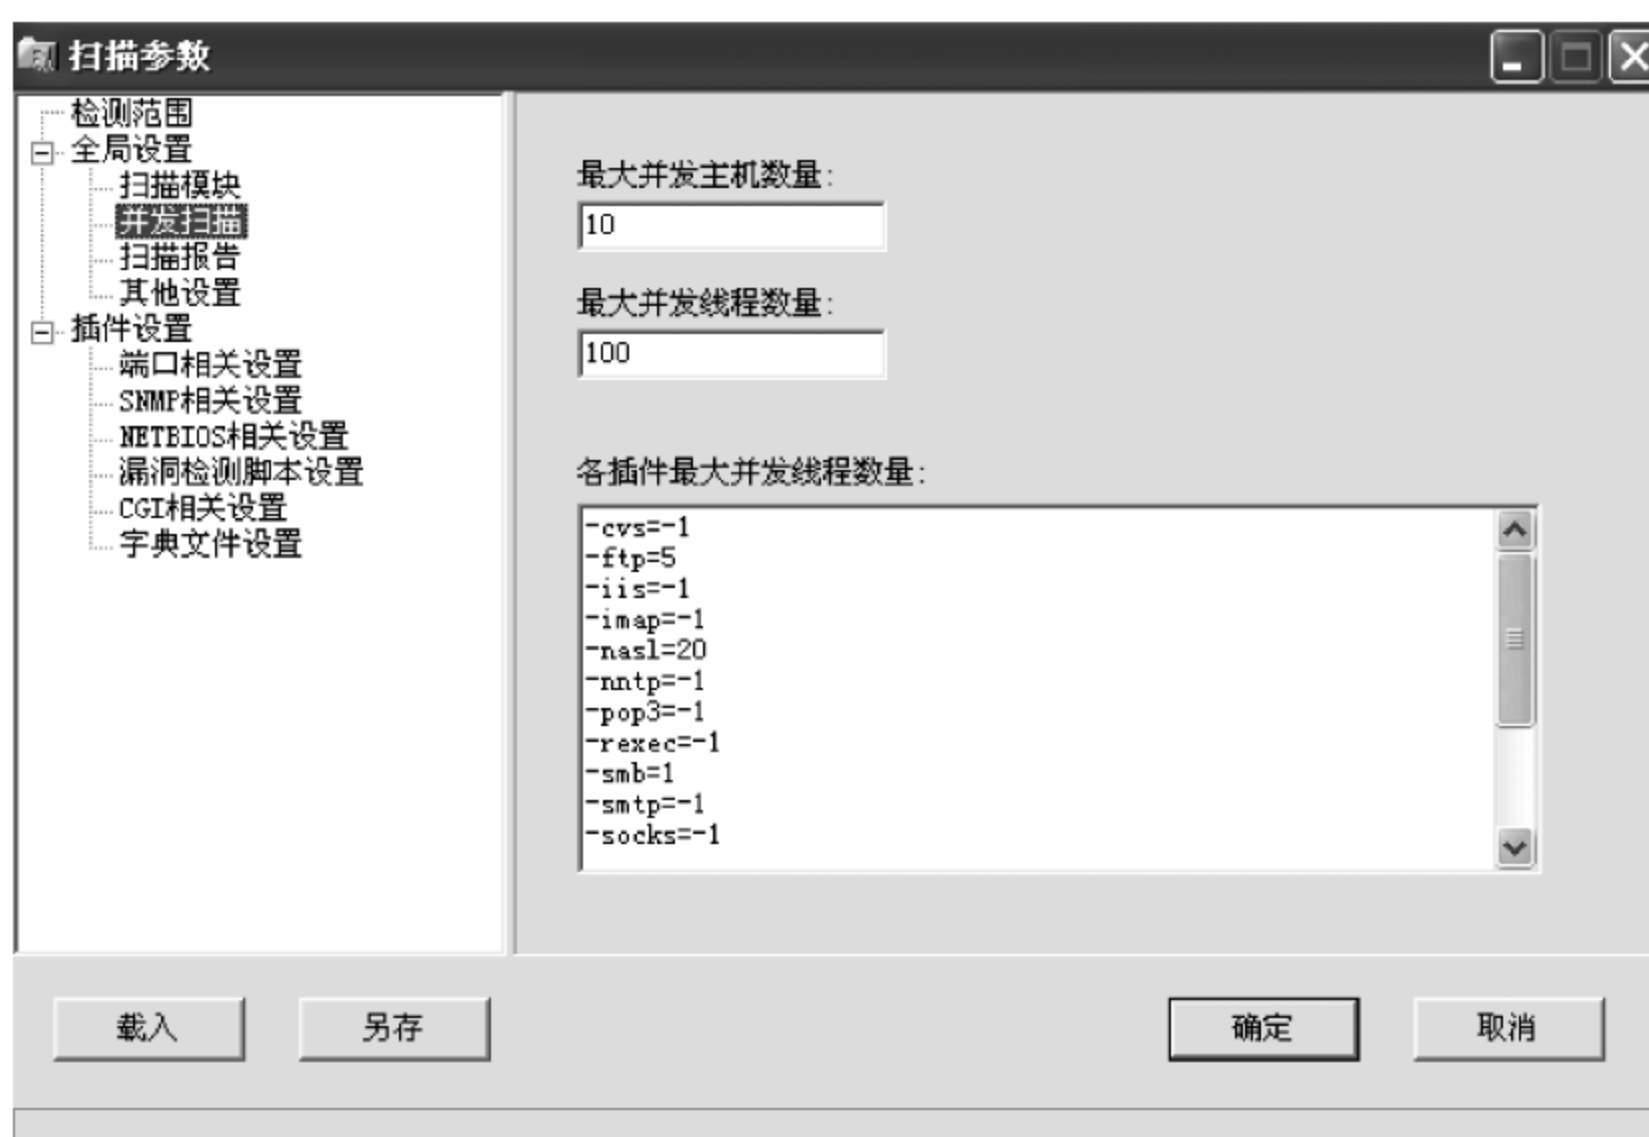 扫描参数
检测范围
全局设置
扫描模块
并发扫描
扫描报告
其他设置
插件设置
端口相关设置
SNMP相关设置
NETBIOS相关设置
漏洞检测脚本设置
CGI相关设置
字典文件设置
最大并发主机数量:
10
最大并发线程数量:
100
各插件最大并发线程数量:
-cvs=-1
-ftp=5
-iis=-1
-imap=-1
-nasl=20
-nntp=-1
-pop3=-1
-rexec=-1
-smb=1
-smtp=-1
-socks=-1
载入 另存 确定 取消